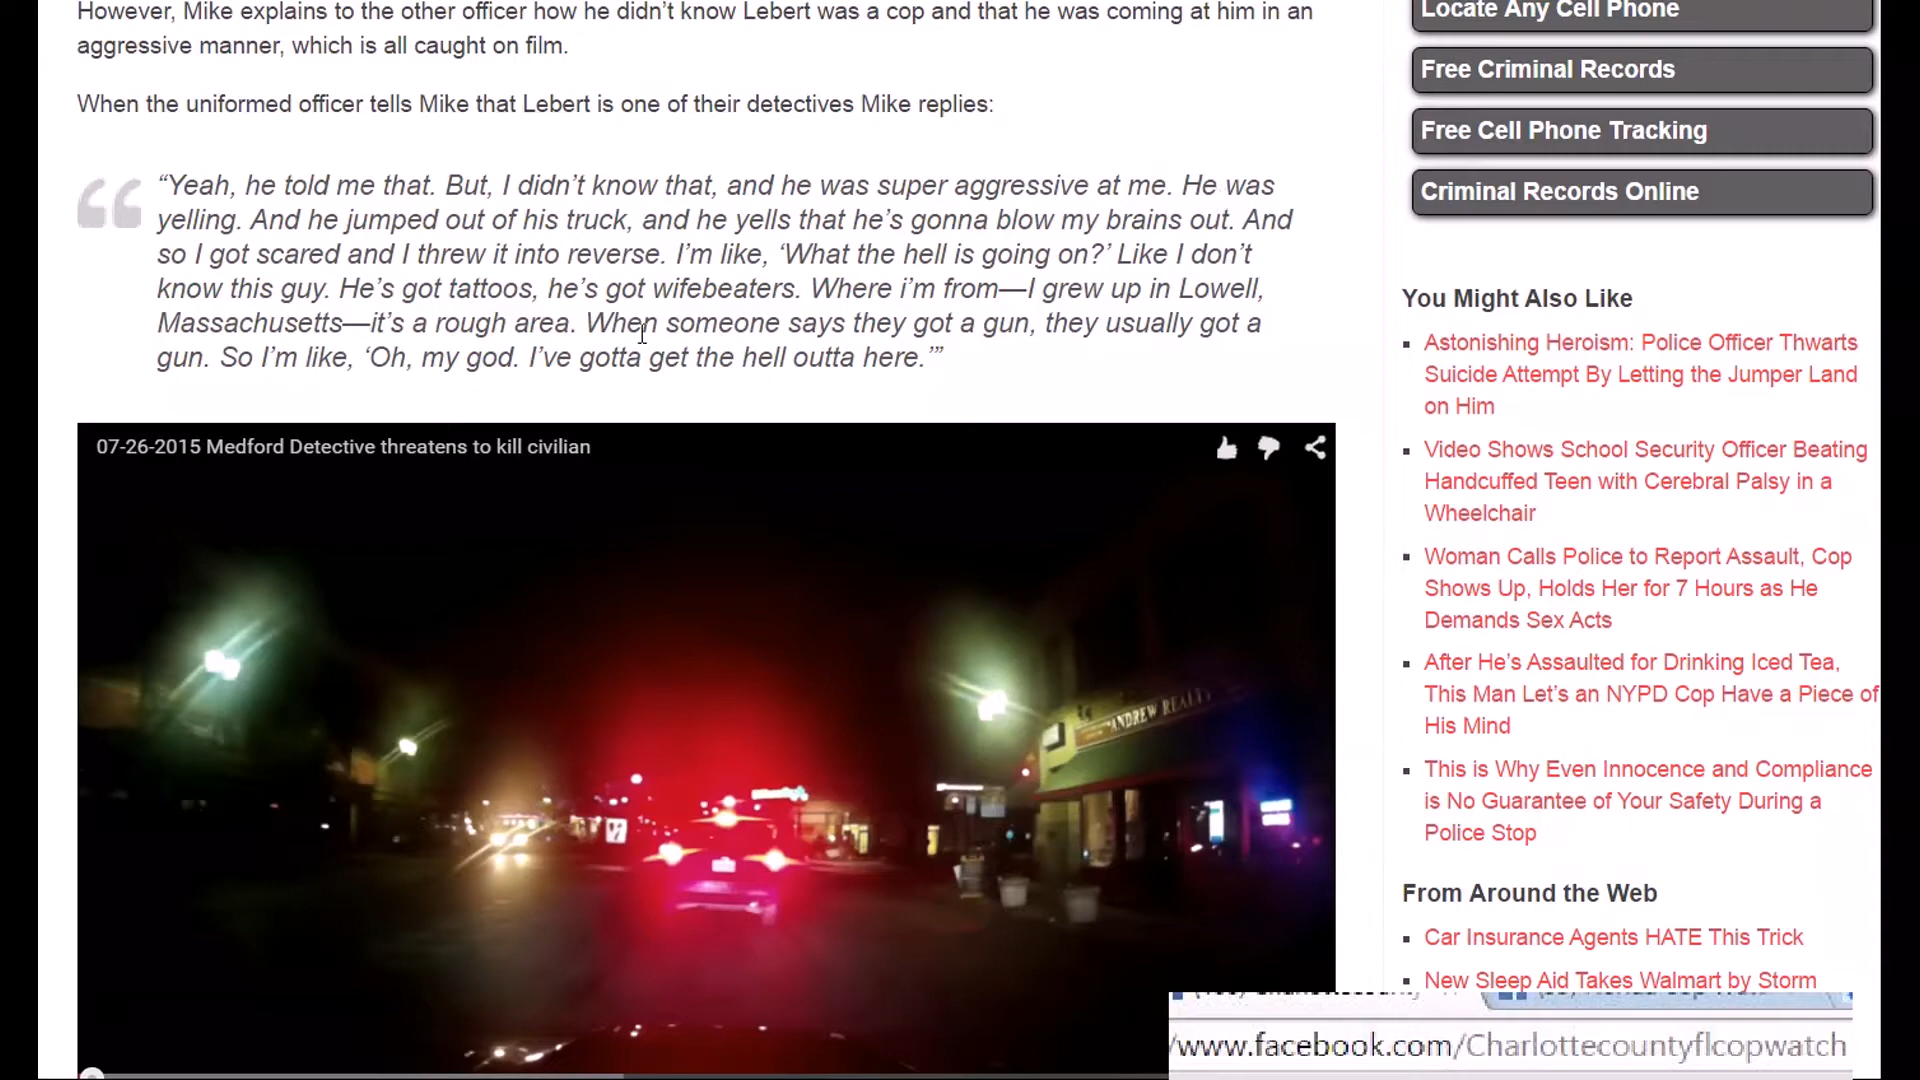 However, Mike explains to the other officer how he didn’t know Lebert was a cop and that he was coming at him in an
aggressive manner, which is all caught on film.
When the uniformed officer tells Mike that Lebert is one of their detectives Mike replies:
“Yeah, he told me that. But, I didn’t know that, and he was super aggressive at me. He was
yelling. And he jumped out of his truck, and he yells that he’s gonna blow my brains out. And
so I got scared and I threw it into reverse. I’m like, ‘What the hell is going on?’ Like I don’t
know this guy. He’s got tattoos, he’s got wifebeaters. Where i’m from—I grew up in Lowell,
Massachusetts—it’s a rough area. When someone says they got a gun, they usually got a
gun. So I’m like, ‘Oh, my god. I’ve gotta get the hell outta here.’”
07-26-2015 Medford Detective threatens to kill civilian
ANDREW REALTY
Locate Any Cell Phone
Free Criminal Records
Free Cell Phone Tracking
Criminal Records Online
You Might Also Like
Astonishing Heroism: Police Officer Thwarts
Suicide Attempt By Letting the Jumper Land
on Him
Video Shows School Security Officer Beating
Handcuffed Teen with Cerebral Palsy in a
Wheelchair
Woman Calls Police to Report Assault, Cop
Shows Up, Holds Her for 7 Hours as He
Demands Sex Acts
After He’s Assaulted for Drinking Iced Tea,
This Man Let’s an NYPD Cop Have a Piece of
His Mind
This is Why Even Innocence and Compliance
is No Guarantee of Your Safety During a
Police Stop
From Around the Web
Car Insurance Agents HATE This Trick
New Sleep Aid Takes Walmart by Storm
/www.facebook.com/Charlottecountyflcopwatch